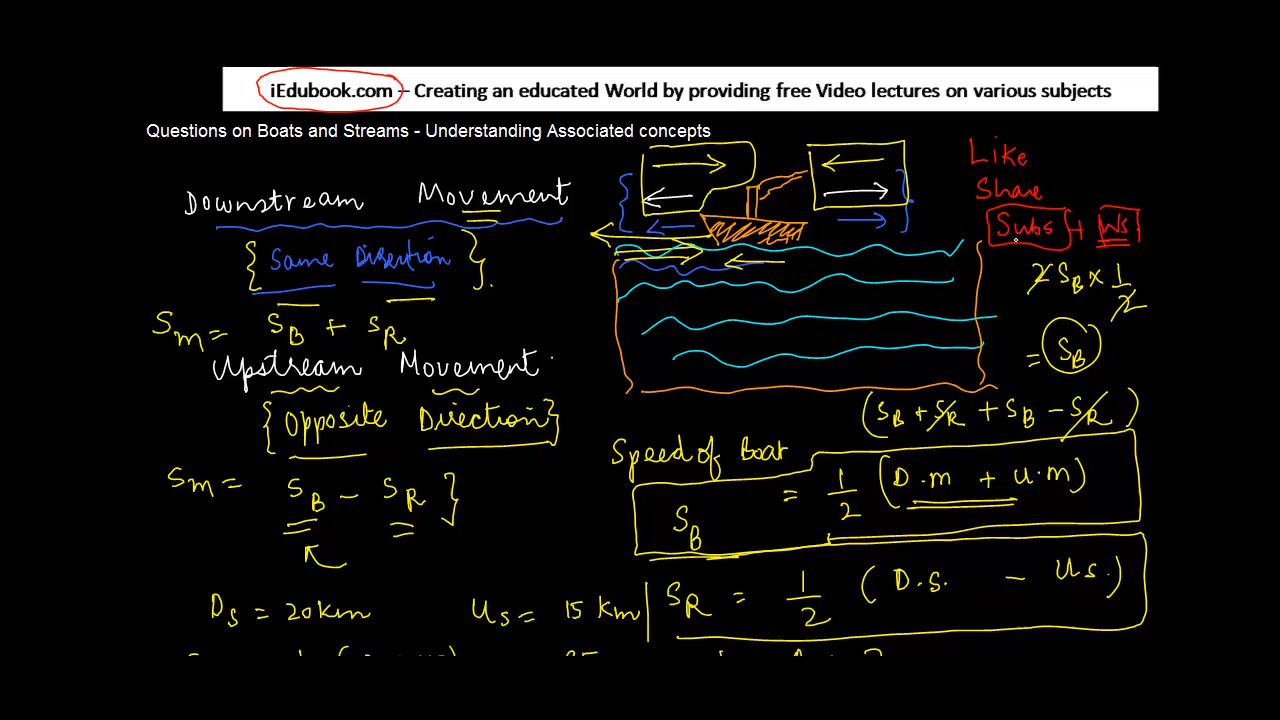 iEdubook.com – Creating an educated World by providing free Video lectures on various subjects
Questions on Boats and Streams - Understanding Associated concepts
Downstream Movement
{ Same Direction }.
Sm = SB + SR
Upstream Movement
{ Opposite Direction }
Sm = SB - SR }
Ds = 20 km Us = 15 km
Like
Share
Subs + Ws
2 SB × 1/2
= SB
(SB + SR + SB - SR)
Speed of Boat
SB = 1/2 (D.m + U.m)
SR = 1/2 (D.s. - U.s.)